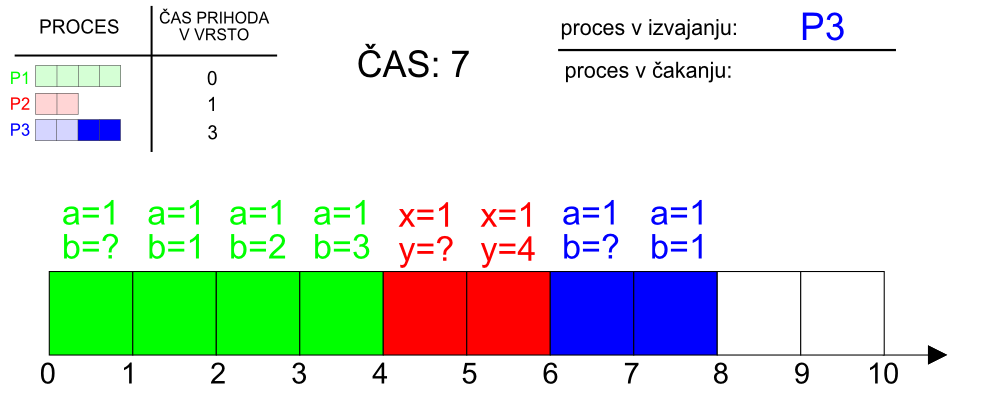 PROCES
ČAS PRIHODA
V VRSTO
P1 0
P2 1
P3 3
ČAS: 7
proces v izvajanju: P3
proces v čakanju:
a=1 a=1 a=1 a=1 x=1 x=1 a=1 a=1
b=? b=1 b=2 b=3 y=? y=4 b=? b=1
0 1 2 3 4 5 6 7 8 9 10